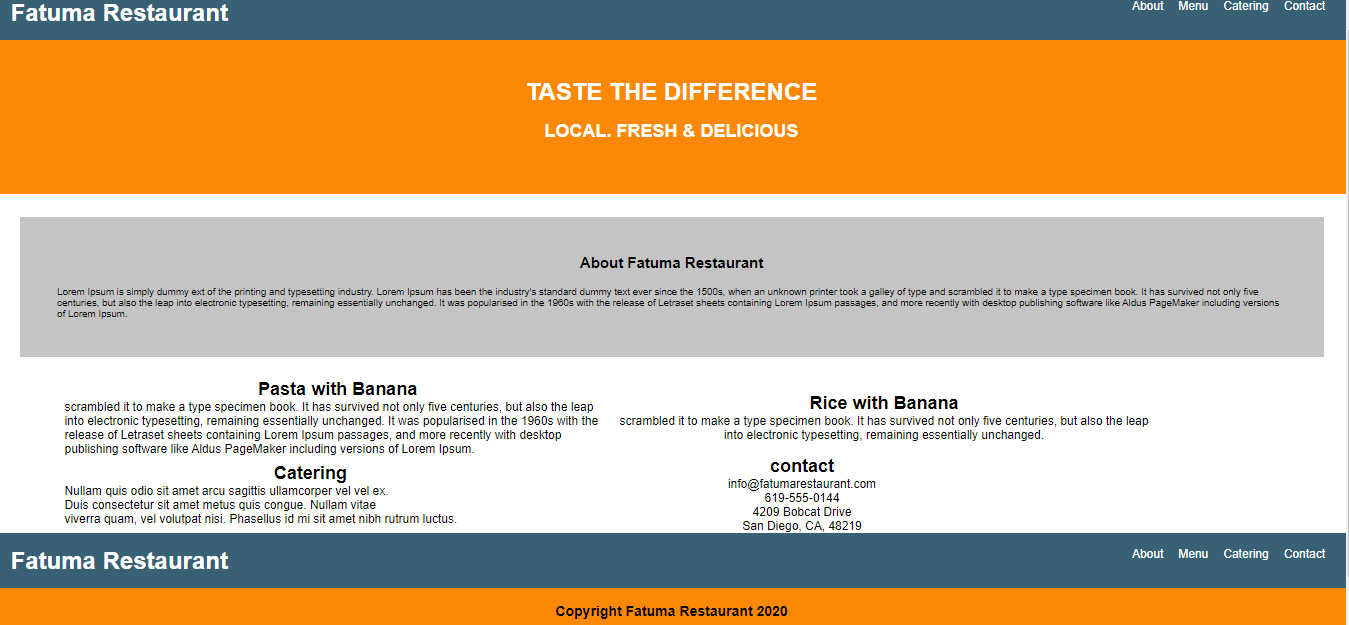 Fatuma Restaurant
About Menu Catering Contact
TASTE THE DIFFERENCE
LOCAL. FRESH & DELICIOUS
About Fatuma Restaurant
Lorem Ipsum is simply dummy ext of the printing and typesetting industry. Lorem Ipsum has been the industry's standard dummy text ever since the 1500s, when an unknown printer took a galley of type and scrambled it to make a type specimen book. It has survived not only five
centuries, but also the leap into electronic typesetting, remaining essentially unchanged. It was popularised in the 1960s with the release of Letraset sheets containing Lorem Ipsum passages, and more recently with desktop publishing software like Aldus PageMaker including versions
of Lorem Ipsum.
Pasta with Banana
scrambled it to make a type specimen book. It has survived not only five centuries, but also the leap
into electronic typesetting, remaining essentially unchanged. It was popularised in the 1960s with the
release of Letraset sheets containing Lorem Ipsum passages, and more recently with desktop
publishing software like Aldus PageMaker including versions of Lorem Ipsum.
Rice with Banana
scrambled it to make a type specimen book. It has survived not only five centuries, but also the leap
into electronic typesetting, remaining essentially unchanged.
Catering
Nullam quis odio sit amet arcu sagittis ullamcorper vel vel ex.
Duis consectetur sit amet metus quis congue. Nullam vitae
viverra quam, vel volutpat nisi. Phasellus id mi sit amet nibh rutrum luctus.
contact
info@fatumarestaurant.com
619-555-0144
4209 Bobcat Drive
San Diego, CA, 48219
Fatuma Restaurant
About Menu Catering Contact
Copyright Fatuma Restaurant 2020